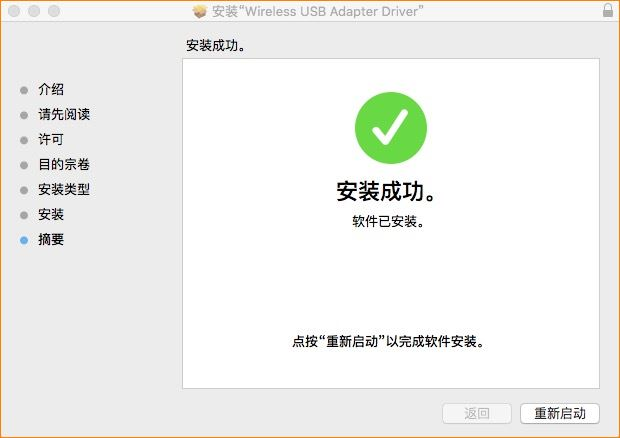 安装“Wireless USB Adapter Driver”
安装成功。
介绍
请先阅读
许可
目的宗卷
安装类型
安装
摘要
安装成功。
软件已安装。
点按“重新启动”以完成软件安装。
返回
重新启动